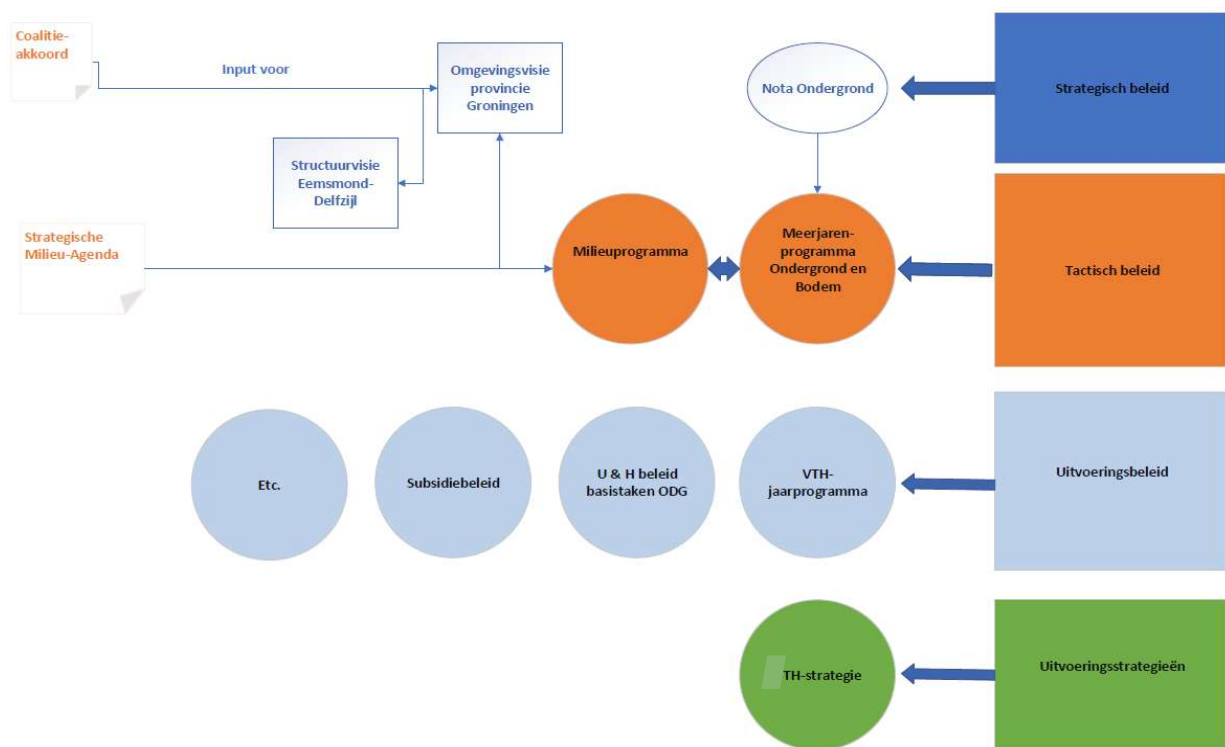 Coalitie-
akkoord
Input voor
Omgevingsvisie
provincie
Groningen
Nota Ondergrond
Strategisch beleid
Structuurvisie
Eemsmond-
Delfzijl
Strategische
Milieu-Agenda
Milieuprogramma
Meerjaren-
programma
Ondergrond en
Bodem
Tactisch beleid
Etc.
Subsidiebeleid
U & H beleid
basistaken ODG
VTH-
jaarprogramma
Uitvoeringsbeleid
TH-strategie
Uitvoeringsstrategieën